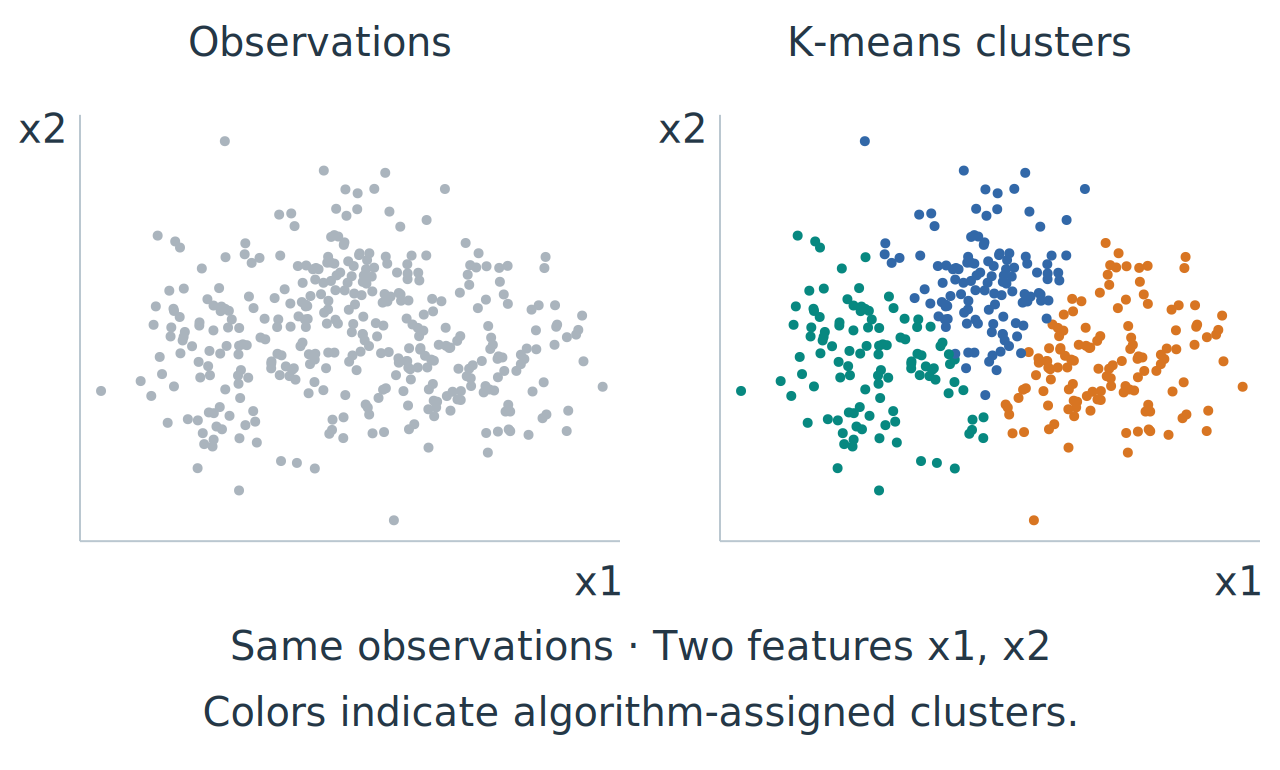 Observations
K-means clusters
x2
x2
x1
x1
Same observations · Two features x1, x2
Colors indicate algorithm-assigned clusters.